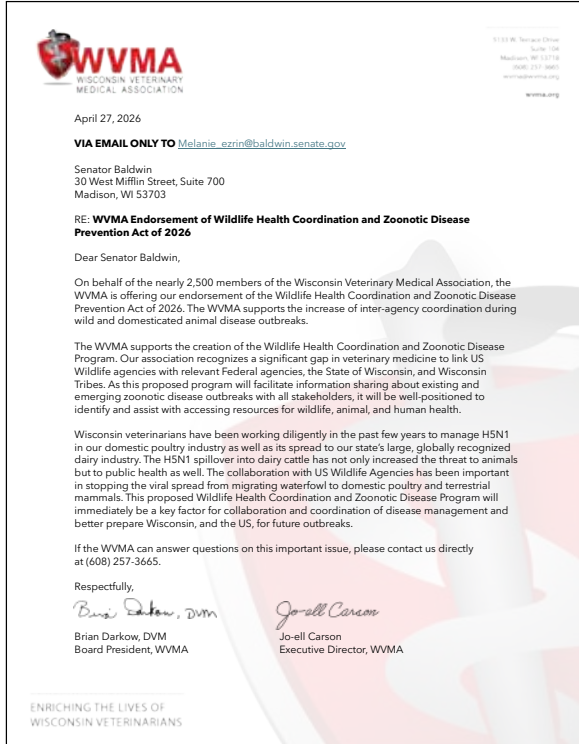 WVMA
WISCONSIN VETERINARY
MEDICAL ASSOCIATION
Madison, WI 53718
(608) 257-3665
wvma@wvma.org
wvma.org
April 27, 2026
VIA EMAIL ONLY TO Melanie_ezrin@baldwin.senate.gov
Senator Baldwin
30 West Mifflin Street, Suite 700
Madison, WI 53703
RE: WVMA Endorsement of Wildlife Health Coordination and Zoonotic Disease
Prevention Act of 2026
Dear Senator Baldwin,
On behalf of the nearly 2,500 members of the Wisconsin Veterinary Medical Association, the
WVMA is offering our endorsement of the Wildlife Health Coordination and Zoonotic Disease
Prevention Act of 2026. The WVMA supports the increase of inter-agency coordination during
wild and domesticated animal disease outbreaks.
The WVMA supports the creation of the Wildlife Health Coordination and Zoonotic Disease
Program. Our association recognizes a significant gap in veterinary medicine to link US
Wildlife agencies with relevant Federal agencies, the State of Wisconsin, and Wisconsin
Tribes. As this proposed program will facilitate information sharing about existing and
emerging zoonotic disease outbreaks with all stakeholders, it will be well-positioned to
identify and assist with accessing resources for wildlife, animal, and human health.
Wisconsin veterinarians have been working diligently in the past few years to manage H5N1
in our domestic poultry industry as well as its spread to our state's large, globally recognized
dairy industry. The H5N1 spillover into dairy cattle has not only increased the threat to animals
but to public health as well. The collaboration with US Wildlife Agencies has been important
in stopping the viral spread from migrating waterfowl to domestic poultry and terrestrial
mammals. This proposed Wildlife Health Coordination and Zoonotic Disease Program will
immediately be a key factor for collaboration and coordination of disease management and
better prepare Wisconsin, and the US, for future outbreaks.
If the WVMA can answer questions on this important issue, please contact us directly
at (608) 257-3665.
Respectfully,
Brian Darkow, DVM Jo-ell Carson
Brian Darkow, DVM Jo-ell Carson
Board President, WVMA Executive Director, WVMA
ENRICHING THE LIVES OF
WISCONSIN VETERINARIANS